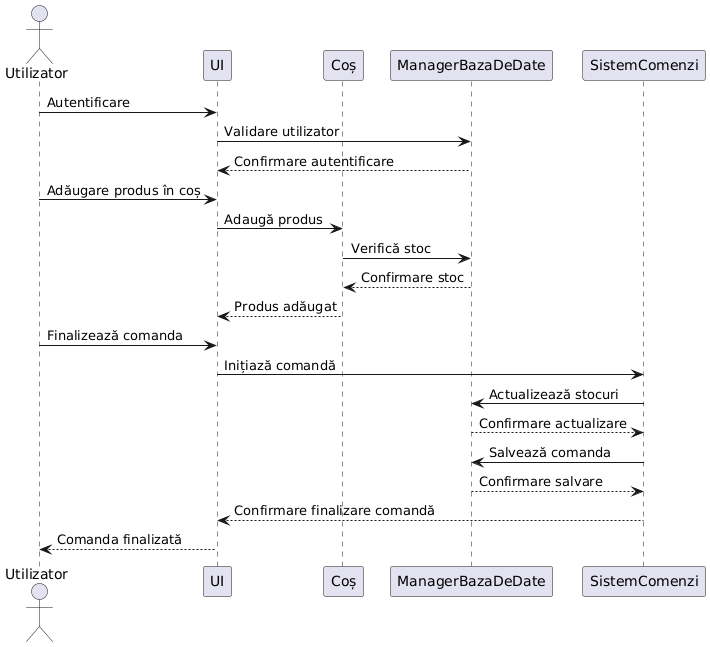 Utilizator
UI
Coș
ManagerBazaDeDate
SistemComenzi
Autentificare
Validare utilizator
Confirmare autentificare
Adăugare produs în coș
Adaugă produs
Verifică stoc
Confirmare stoc
Produs adăugat
Finalizează comanda
Inițiază comandă
Actualizează stocuri
Confirmare actualizare
Salvează comanda
Confirmare salvare
Confirmare finalizare comandă
Comanda finalizată
Utilizator
UI
Coș
ManagerBazaDeDate
SistemComenzi